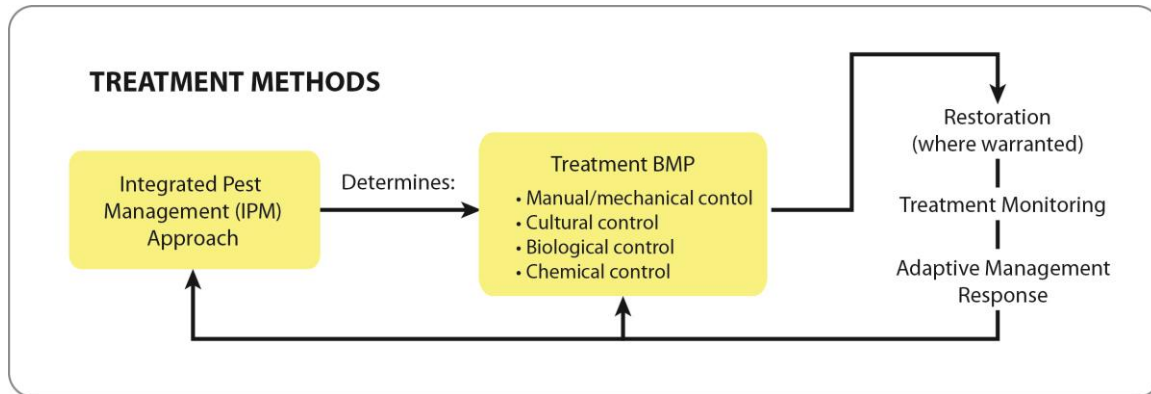 TREATMENT METHODS
Integrated Pest
Management (IPM)
Approach
Determines:
Treatment BMP
• Manual/mechanical contol
• Cultural control
• Biological control
• Chemical control
Restoration
(where warranted)
Treatment Monitoring
Adaptive Management
Response